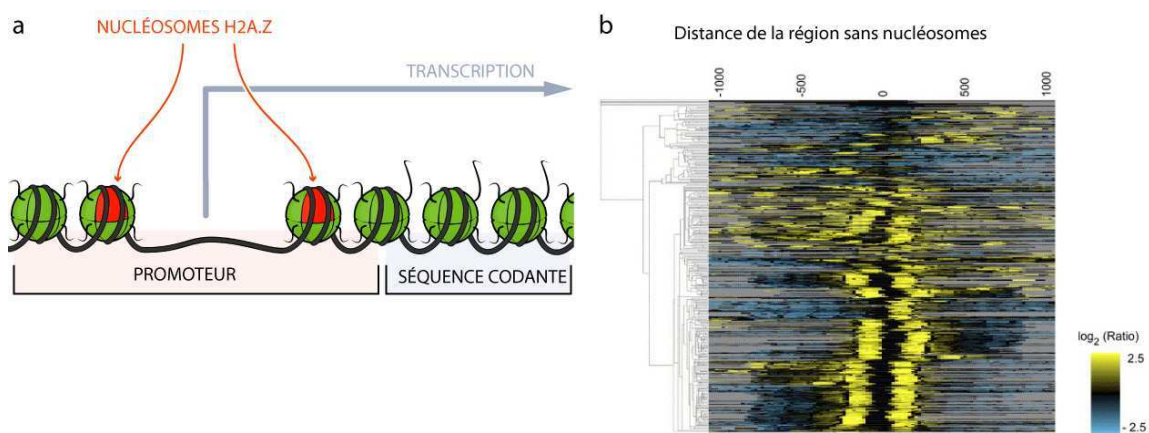 a
NUCLÉOSOMES H2A.Z
TRANSCRIPTION
PROMOTEUR
SÉQUENCE CODANTE
b
Distance de la région sans nucléosomes
-1000
-500
0
500
1000
log2 (Ratio)
2.5
- 2.5